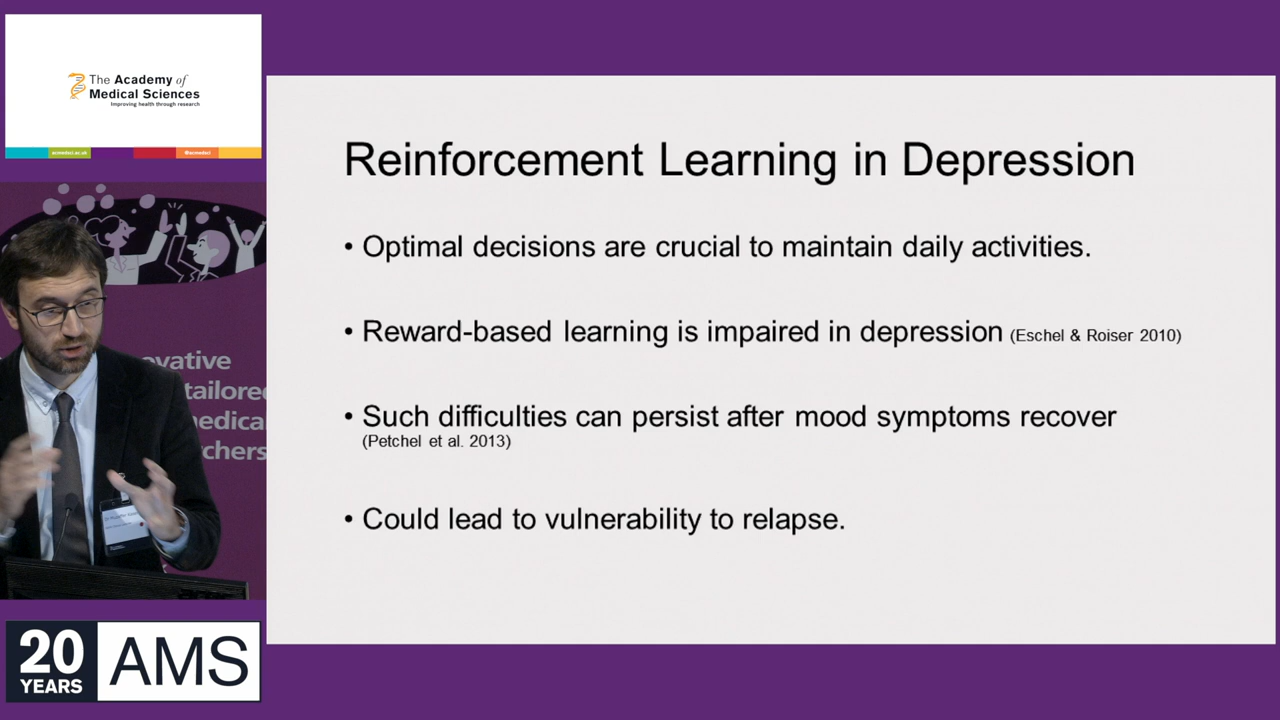 The Academy of
Medical Sciences
Improving health through research
acmedsci.ac.uk
@acmedsci
ovative
tailored
medical
chers
20
YEARS
AMS
Reinforcement Learning in Depression
• Optimal decisions are crucial to maintain daily activities.
• Reward-based learning is impaired in depression (Eschel & Roiser 2010)
• Such difficulties can persist after mood symptoms recover
(Petchel et al. 2013)
• Could lead to vulnerability to relapse.